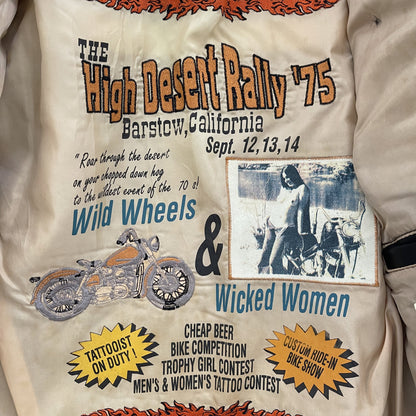 THE
High Desert Rally '75
Barstow, California
Sept. 12, 13, 14
"Roar through the desert
on your chopped down hog
to the wildest event of the 70 s!
Wild Wheels
&
Wicked Women
TATTOOIST
ON DUTY !
CHEAP BEER
BIKE COMPETITION
TROPHY GIRL CONTEST
MEN'S & WOMEN'S TATTOO CONTEST
CUSTOM RIDE-IN
BIKE SHOW